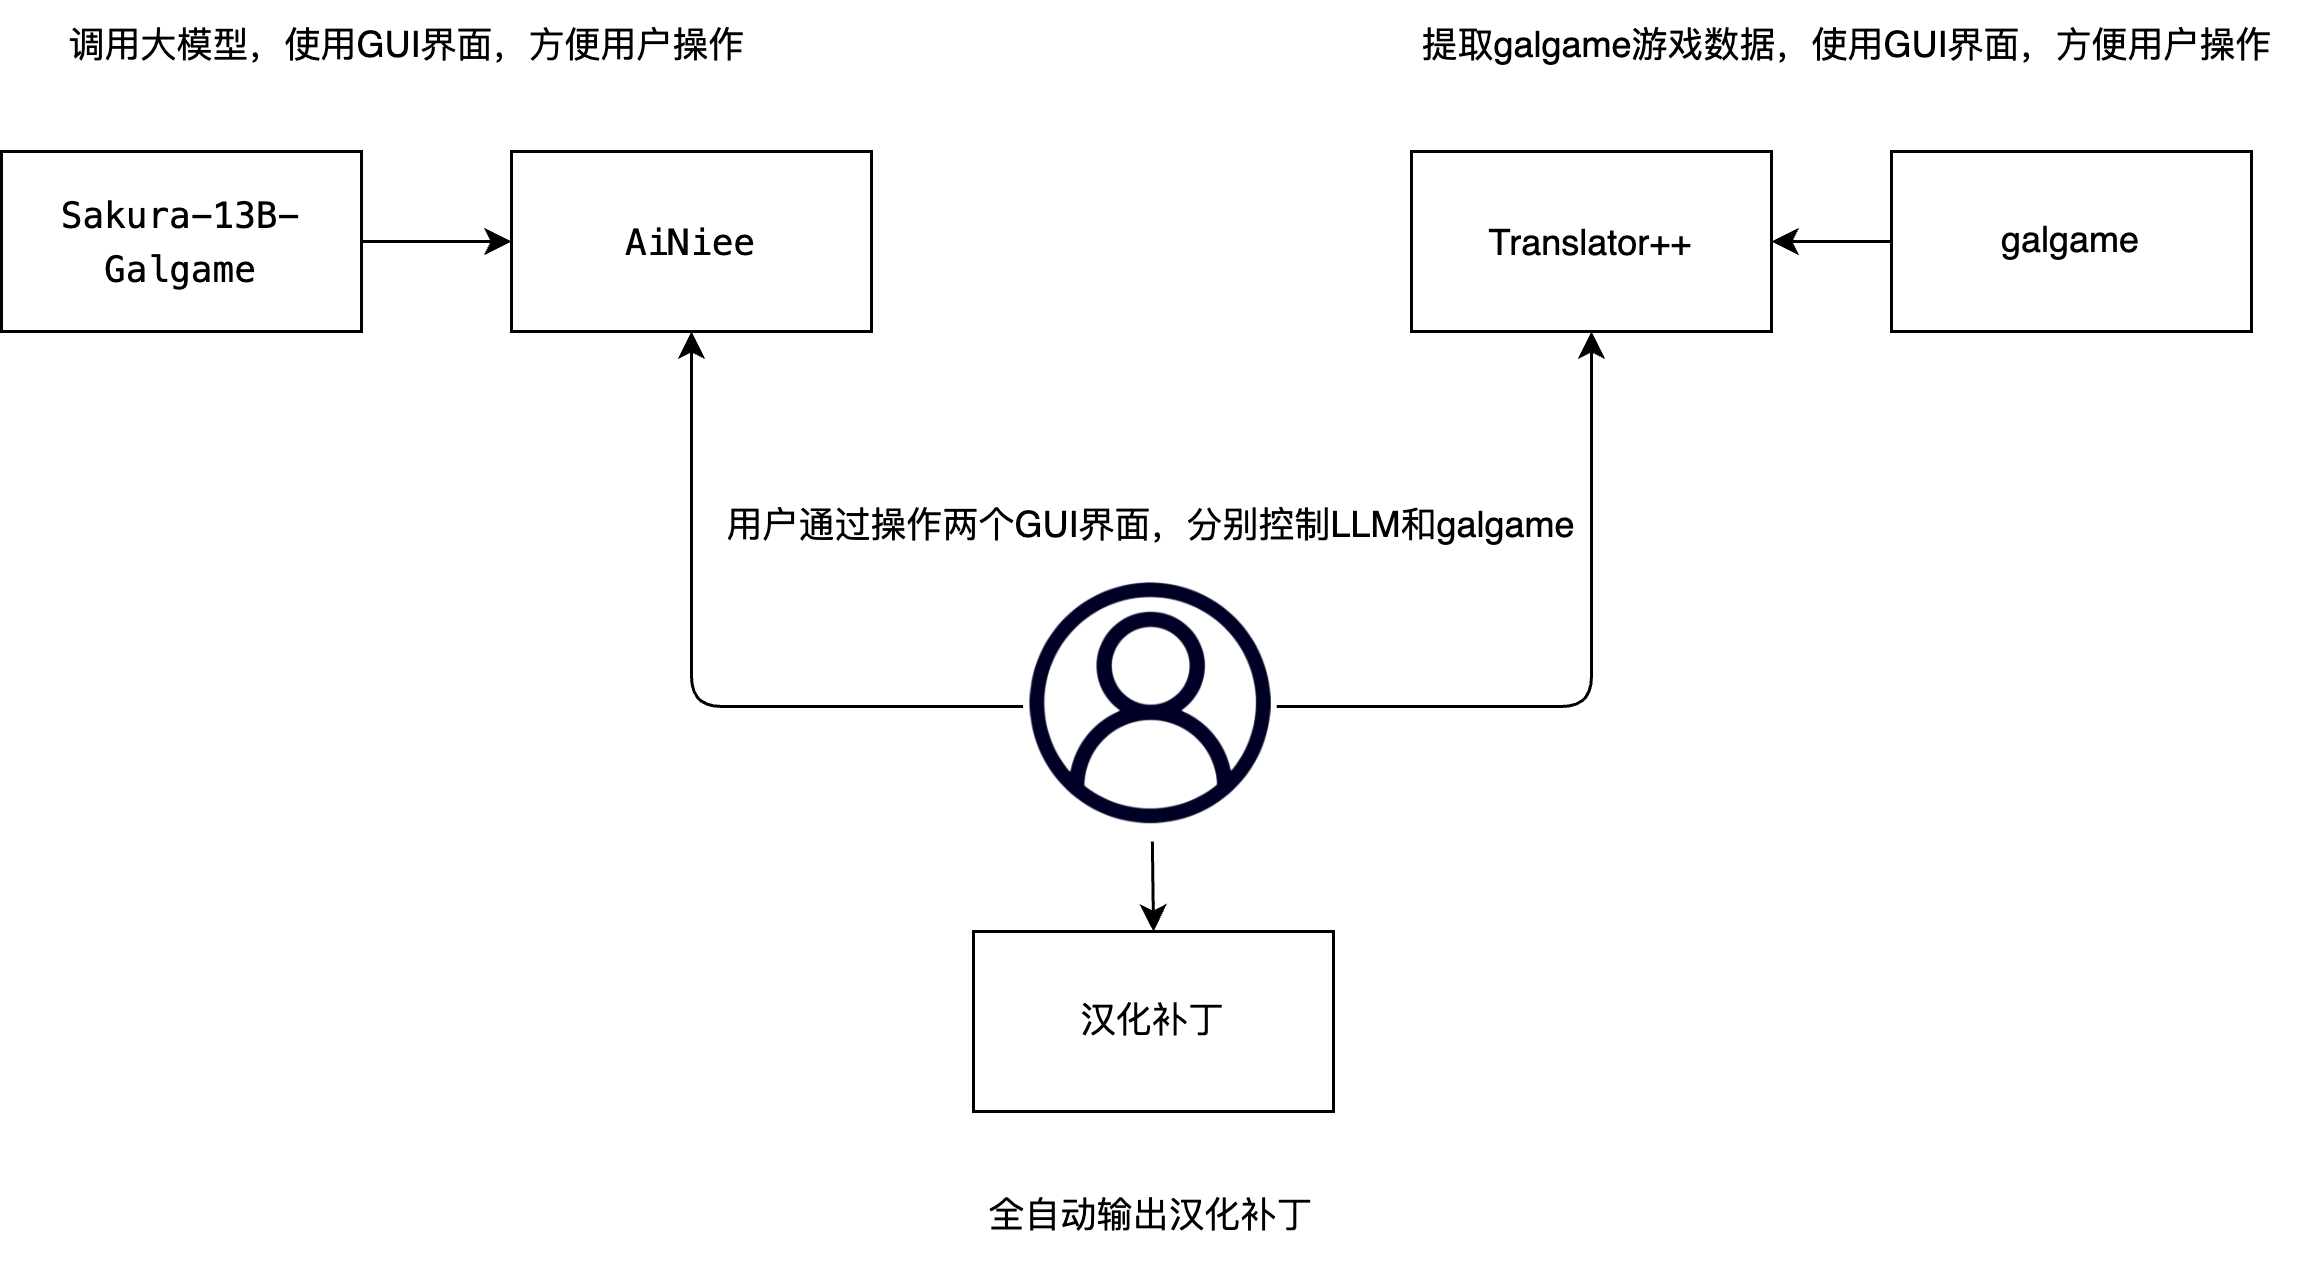 调用大模型，使用GUI界面，方便用户操作
提取galgame游戏数据，使用GUI界面，方便用户操作
Sakura-13B-
Galgame
AiNiee
Translator++
galgame
用户通过操作两个GUI界面，分别控制LLM和galgame
汉化补丁
全自动输出汉化补丁